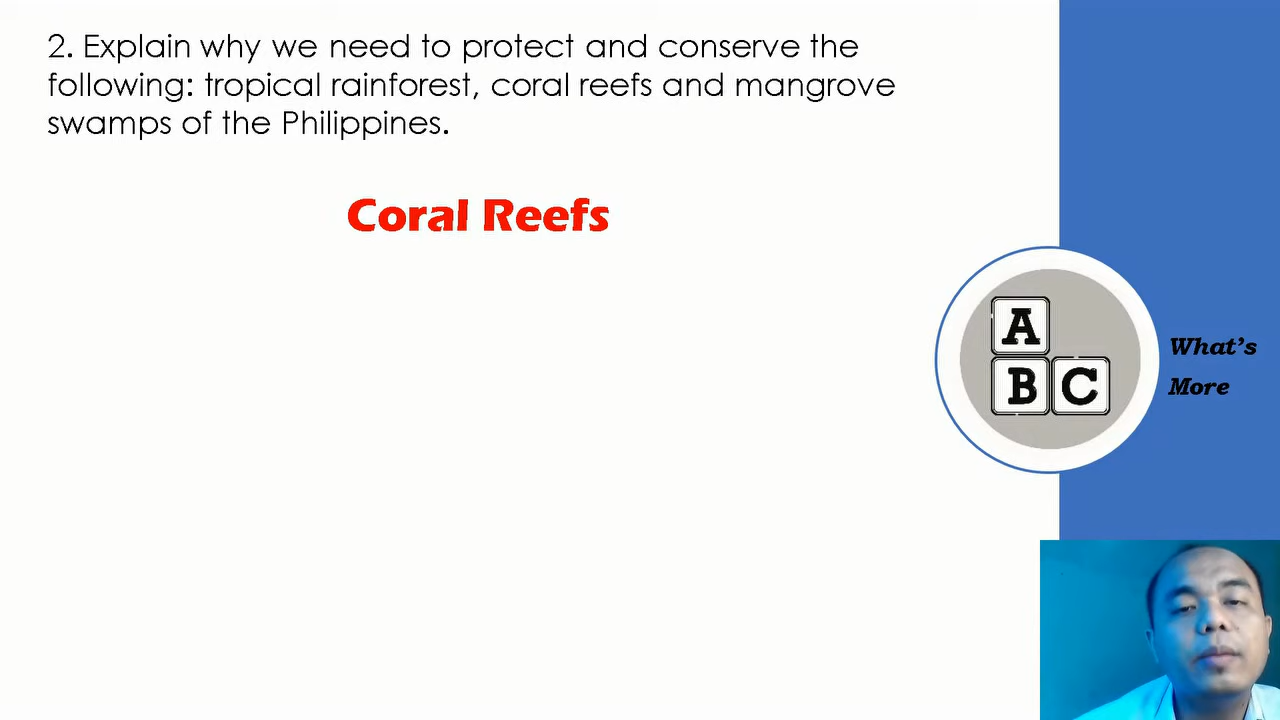 2. Explain why we need to protect and conserve the
following: tropical rainforest, coral reefs and mangrove
swamps of the Philippines.
Coral Reefs
A
B C
What's
More